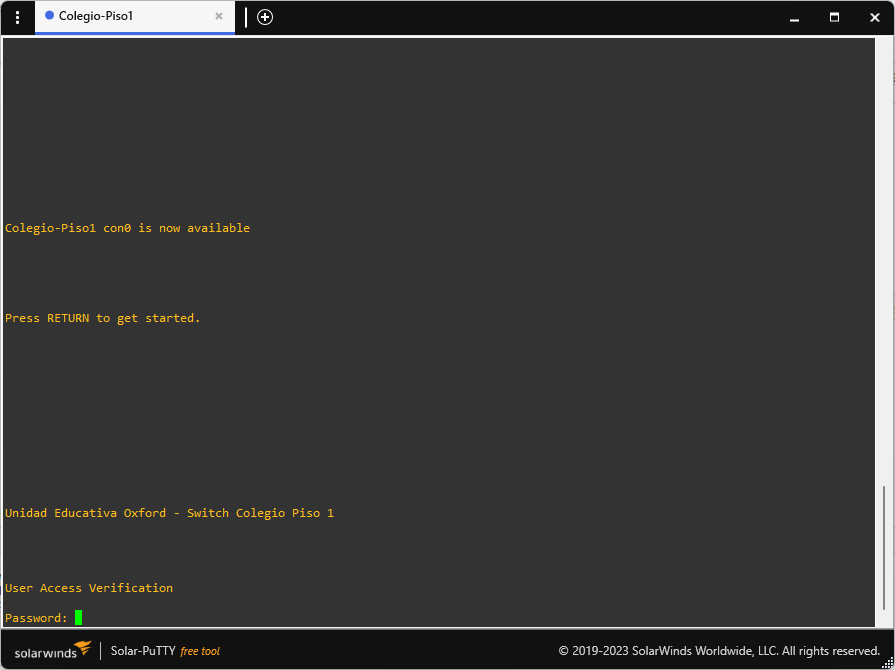 Colegio-Piso1
Colegio-Piso1 con0 is now available
Press RETURN to get started.
Unidad Educativa Oxford - Switch Colegio Piso 1
User Access Verification
Password:
solarwinds
Solar-PuTTY free tool
© 2019-2023 SolarWinds Worldwide, LLC. All rights reserved.